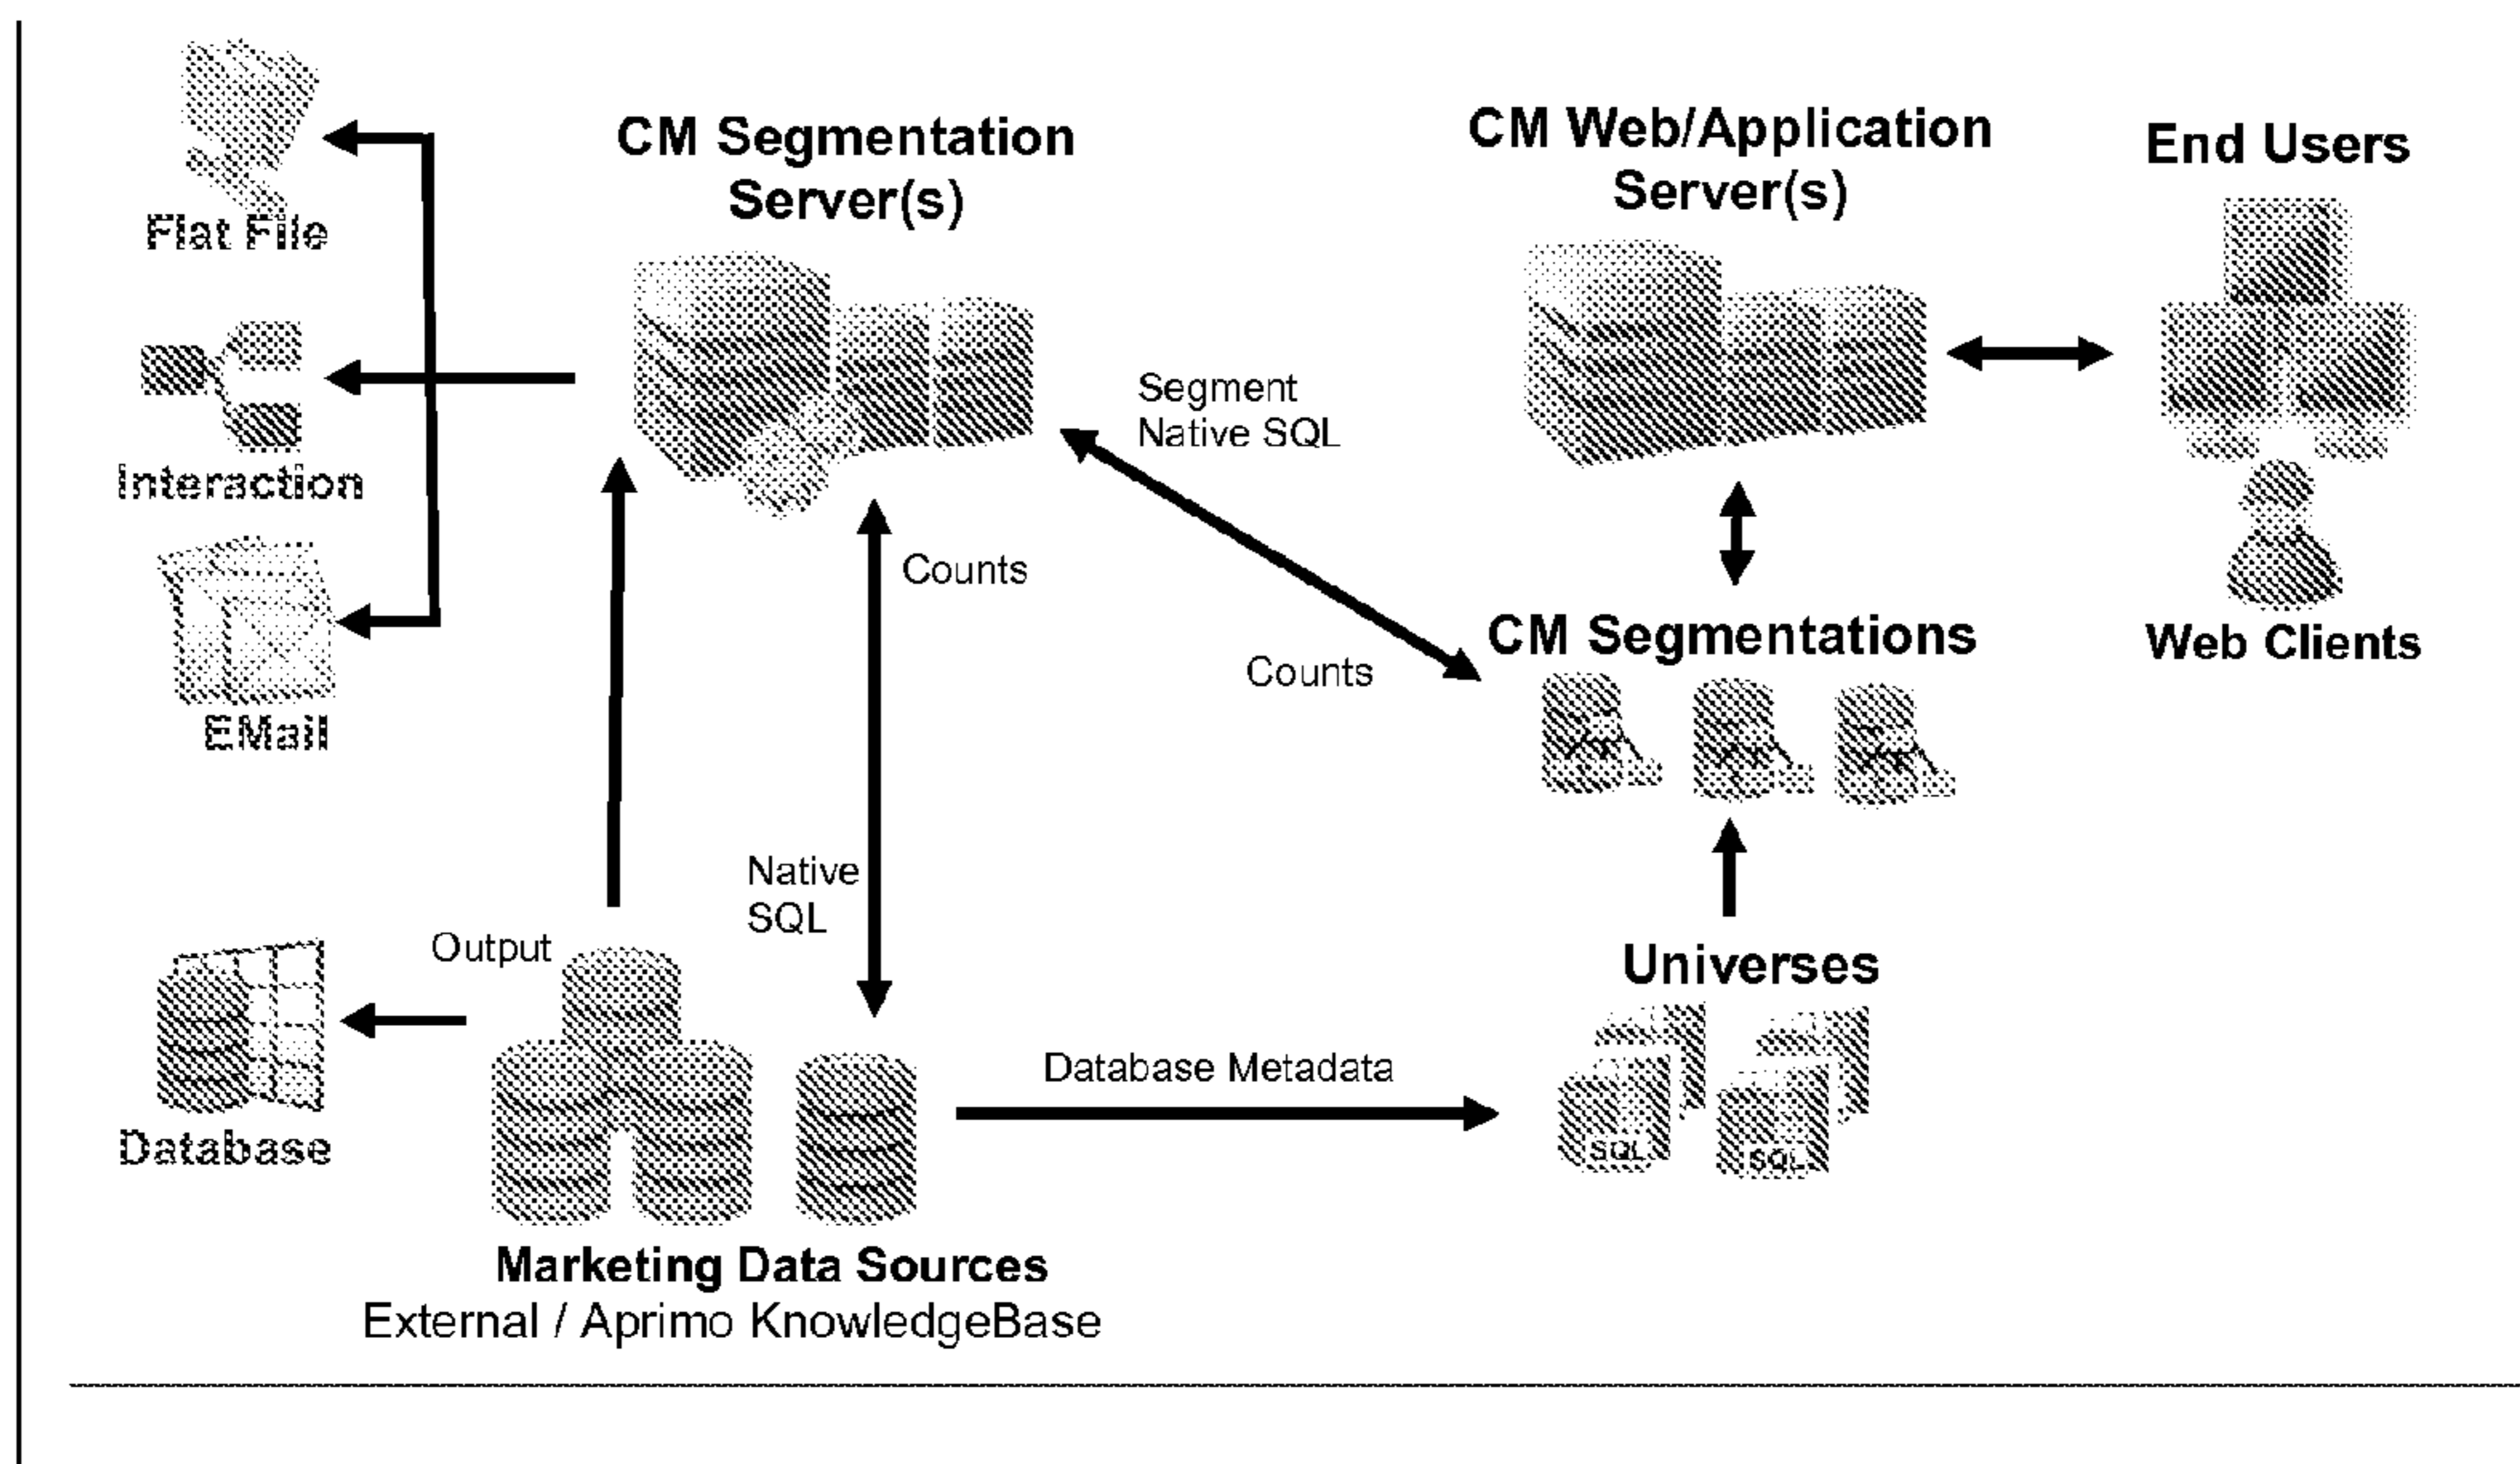 Flat File
CM Segmentation
Server(s)
CM Web/Application
Server(s)
End Users
Interaction
Segment
Native SQL
EMail
Counts
Counts
CM Segmentations
Web Clients
Native
SQL
Output
Database
Universes
Database Metadata
SQL
SQL
Marketing Data Sources
External / Aprimo KnowledgeBase